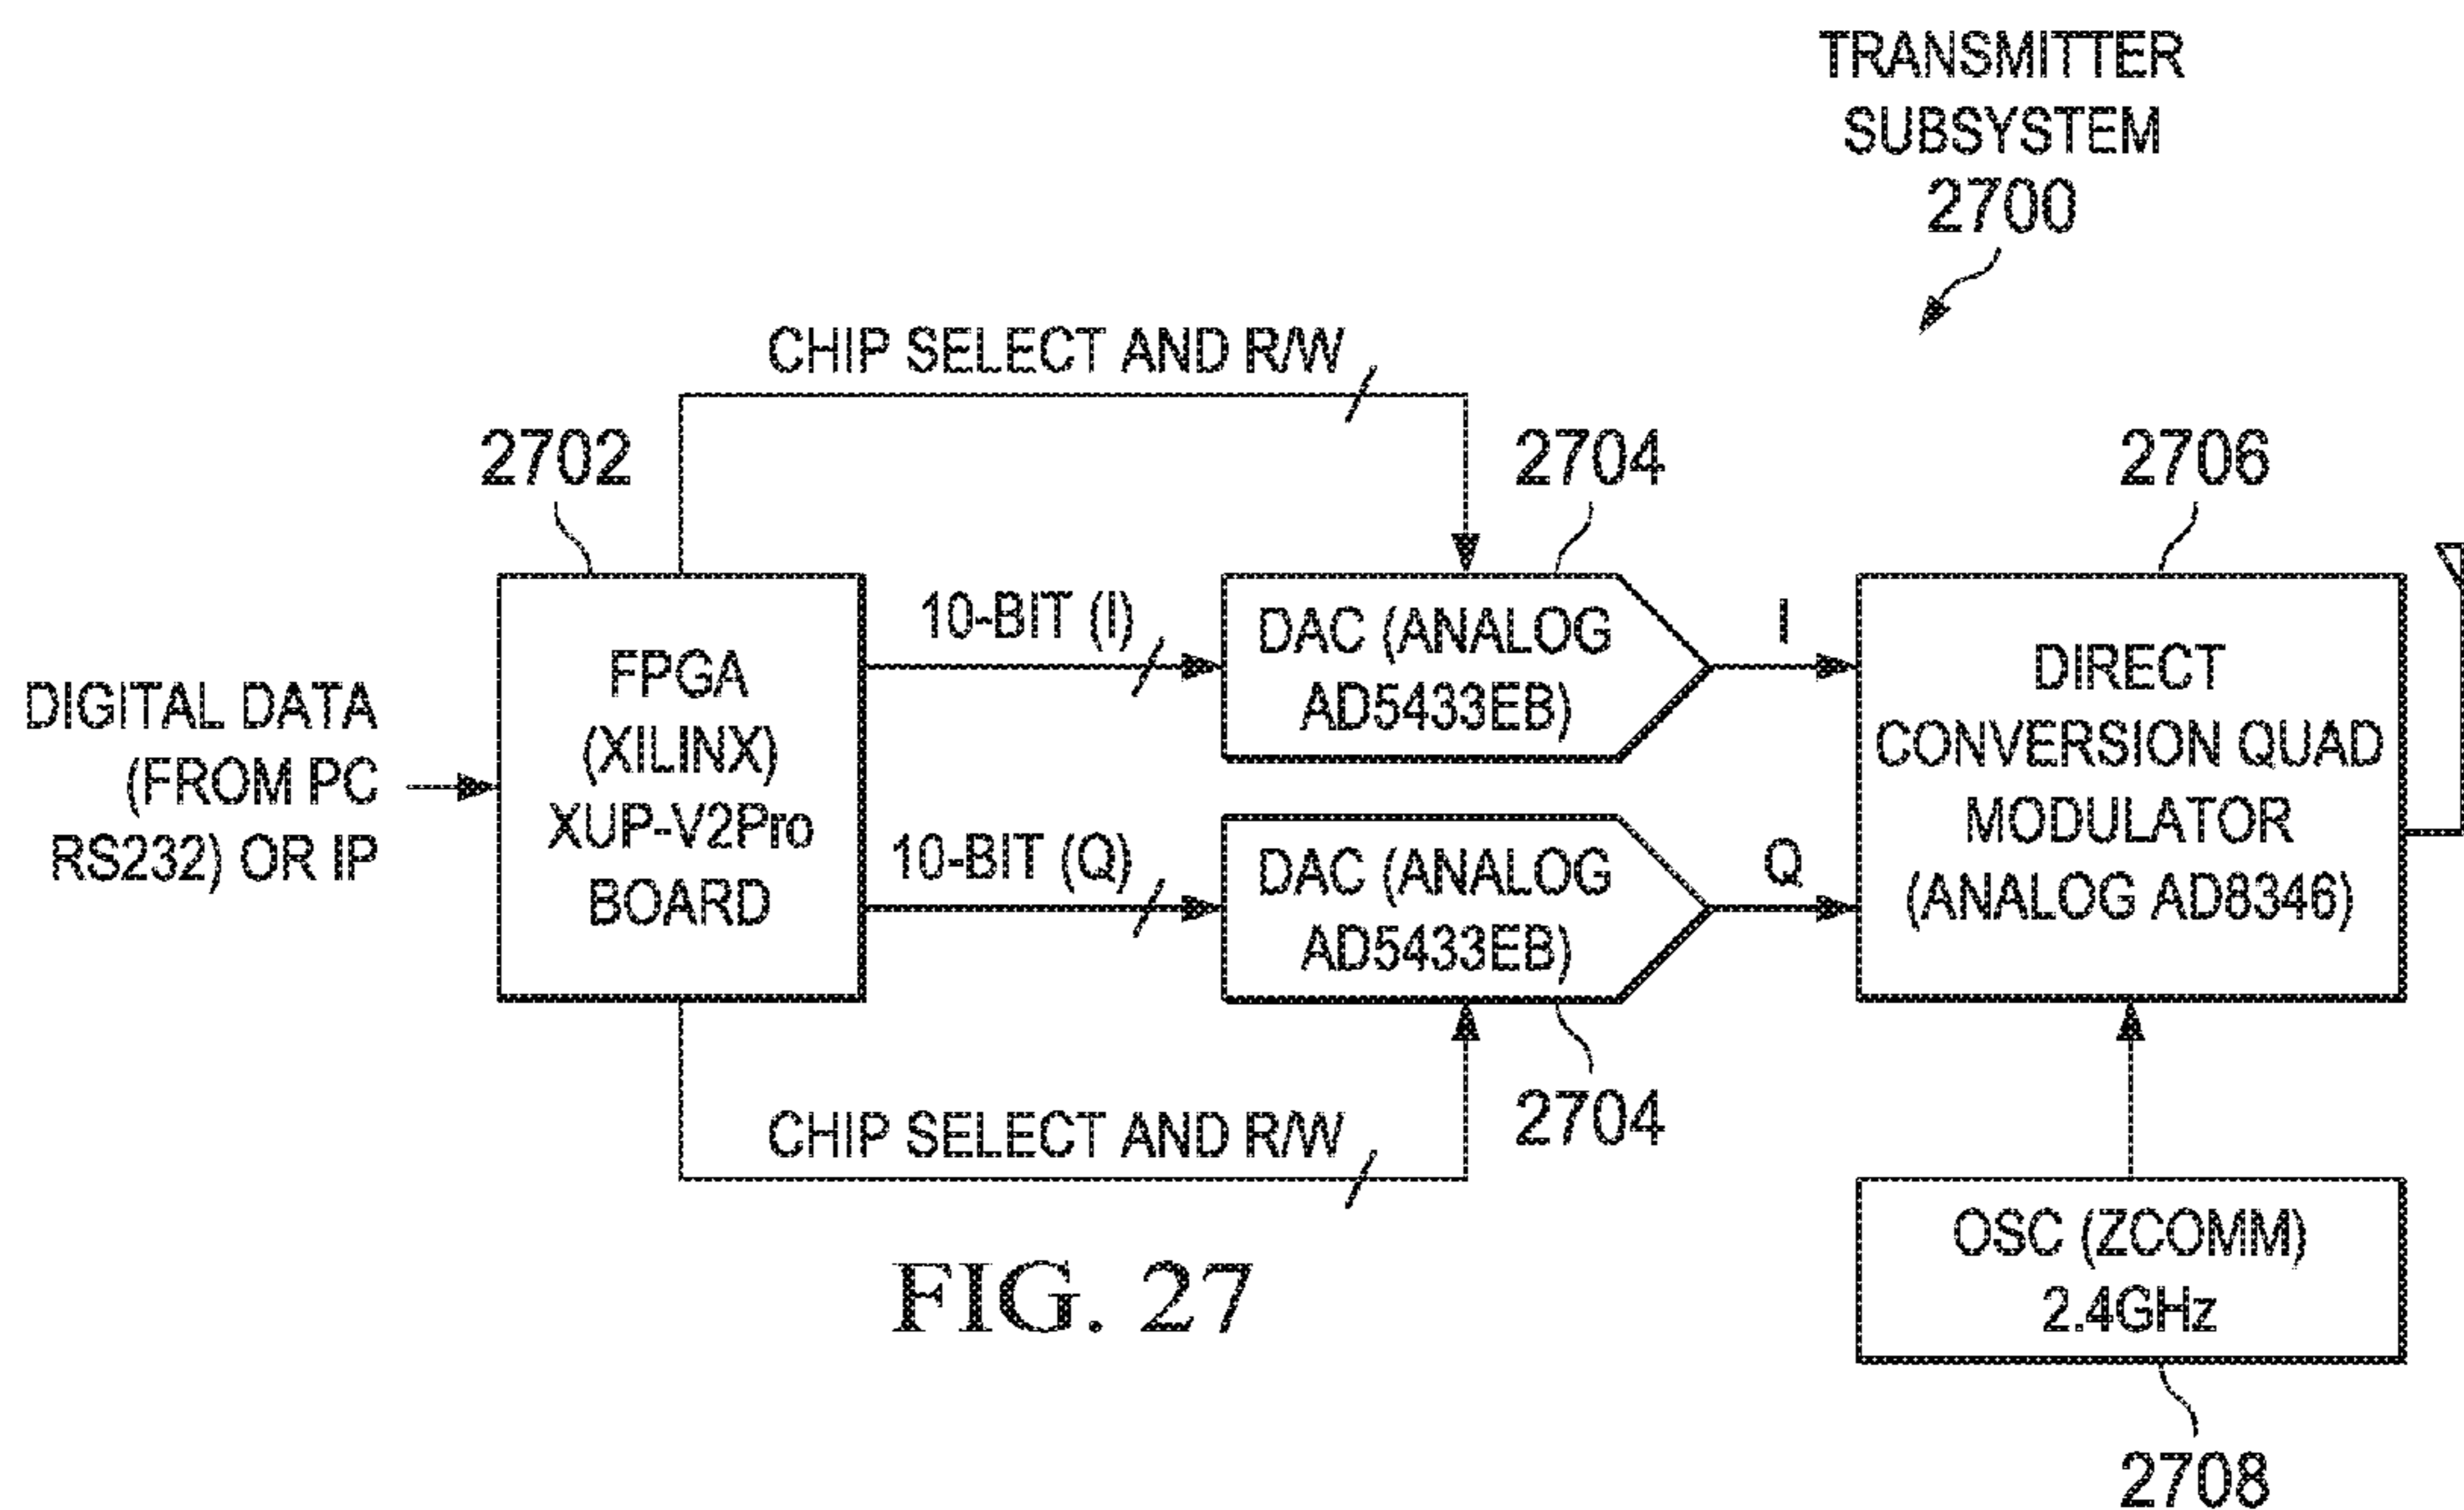 TRANSMITTER
SUBSYSTEM
2700
CHIP SELECT AND R/W
2702
2704
2706
DIGITAL DATA
(FROM PC
RS232) OR IP
FPGA
(XILINX)
XUP-V2Pro
BOARD
10-BIT (I)
10-BIT (Q)
DAC (ANALOG
AD5433EB)
DAC (ANALOG
AD5433EB)
I
Q
DIRECT
CONVERSION QUAD
MODULATOR
(ANALOG AD8346)
CHIP SELECT AND R/W
2704
OSC (ZCOMM)
2.4GHz
2708
FIG. 27